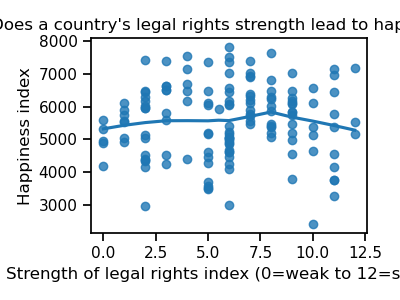 Does a country's legal rights strength lead to hap
8000
7000
6000
5000
4000
3000
Happiness index
0.0 2.5 5.0 7.5 10.0 12.5
Strength of legal rights index (0=weak to 12=s